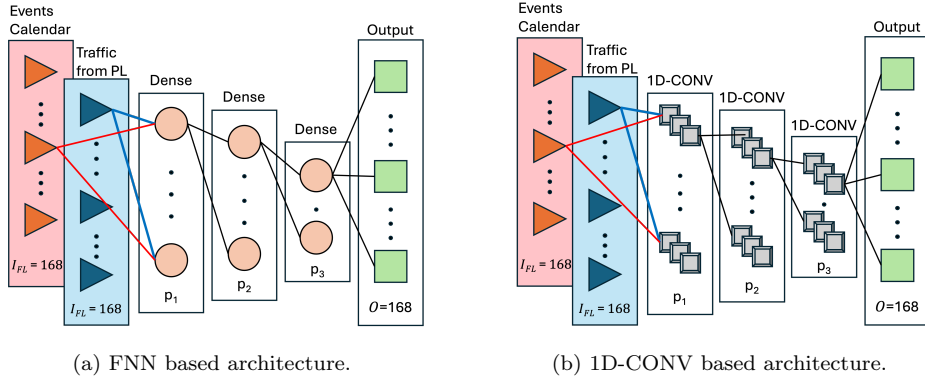 Events
Calendar
Traffic
from PL
Dense
Dense
Dense
Output
I_FL = 168
I_FL = 168
p₁
p₂
p₃
O=168
(a) FNN based architecture.
Events
Calendar
Traffic
from PL
1D-CONV
1D-CONV
1D-CONV
Output
I_FL = 168
I_FL = 168
p₁
p₂
p₃
O=168
(b) 1D-CONV based architecture.